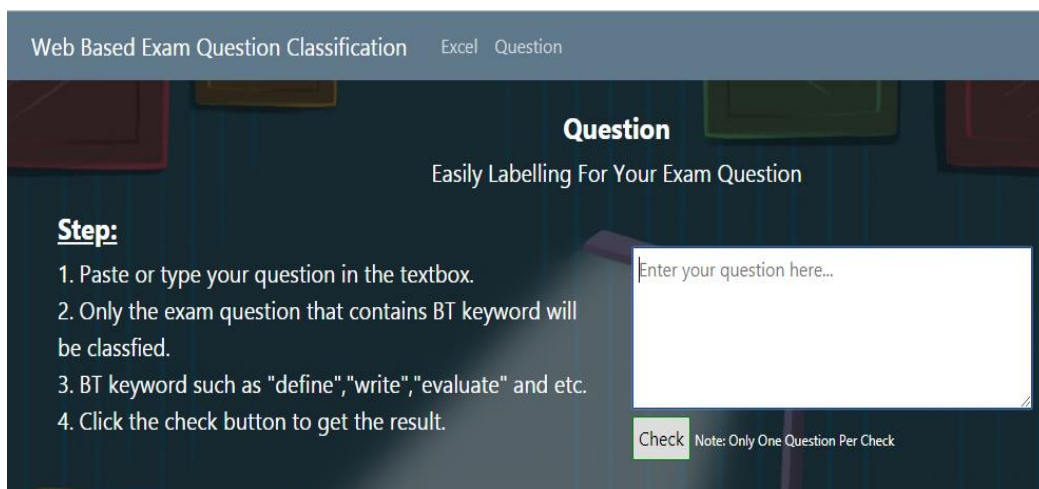 Web Based Exam Question Classification Excel Question
Question
Easily Labelling For Your Exam Question
Step:
1. Paste or type your question in the textbox.
2. Only the exam question that contains BT keyword will
be classfied.
3. BT keyword such as "define","write","evaluate" and etc.
4. Click the check button to get the result.
Enter your question here...
Check Note: Only One Question Per Check